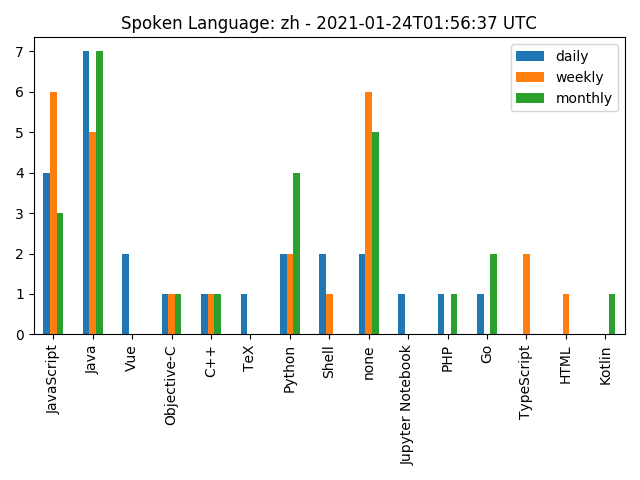 Spoken Language: zh - 2021-01-24T01:56:37 UTC
daily
weekly
monthly
7
6
5
4
3
2
1
0
JavaScript
Java
Vue
Objective-C
C++
TeX
Python
Shell
none
Jupyter Notebook
PHP
Go
TypeScript
HTML
Kotlin